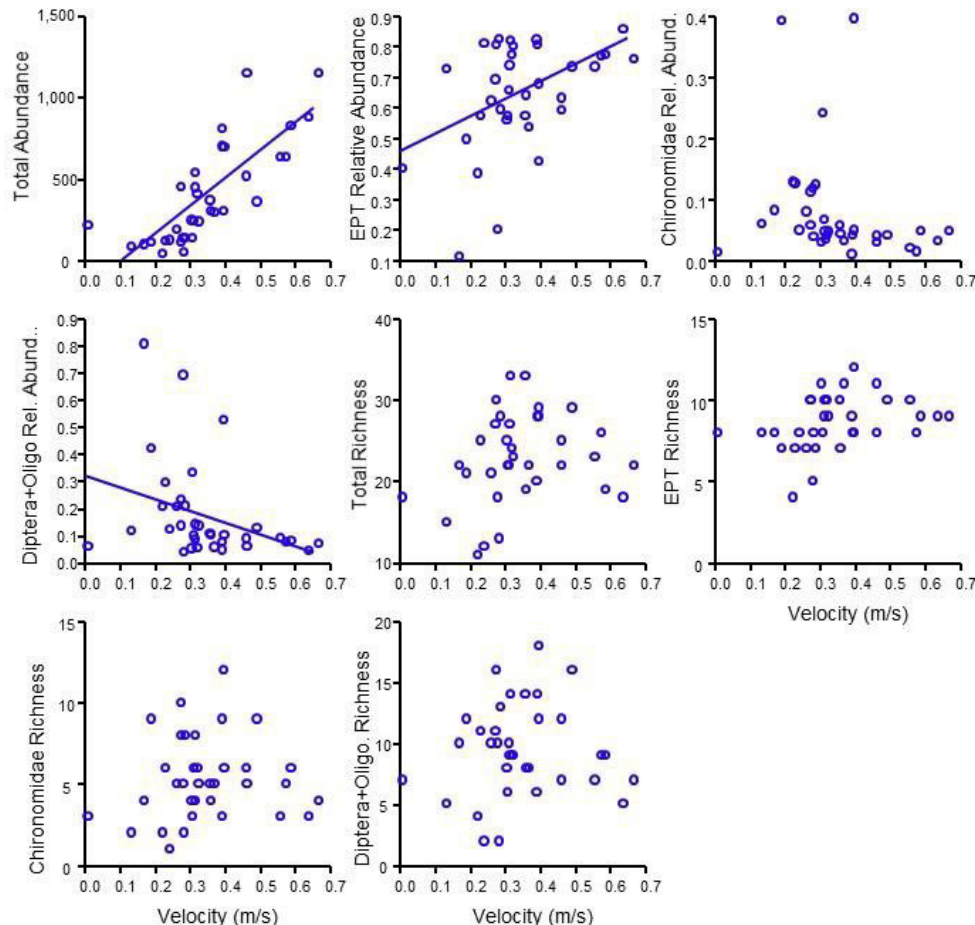 Total Abundance
1,500
1,000
500
0
0.0 0.1 0.2 0.3 0.4 0.5 0.6 0.7
EPT Relative Abundance
0.9
0.8
0.7
0.6
0.5
0.4
0.3
0.2
0.1
0.0 0.1 0.2 0.3 0.4 0.5 0.6 0.7
Chironomidae Rel. Abund.
0.4
0.3
0.2
0.1
0.0
0.0 0.1 0.2 0.3 0.4 0.5 0.6 0.7
Diptera+Oligo Rel. Abund..
0.9
0.8
0.7
0.6
0.5
0.4
0.3
0.2
0.1
0.0
0.0 0.1 0.2 0.3 0.4 0.5 0.6 0.7
Total Richness
40
30
20
10
0.0 0.1 0.2 0.3 0.4 0.5 0.6 0.7
EPT Richness
15
10
5
0
0.0 0.1 0.2 0.3 0.4 0.5 0.6 0.7
Velocity (m/s)
Chironomidae Richness
15
10
5
0
0.0 0.1 0.2 0.3 0.4 0.5 0.6 0.7
Velocity (m/s)
Diptera+Oligo. Richness
20
15
10
5
0
0.0 0.1 0.2 0.3 0.4 0.5 0.6 0.7
Velocity (m/s)